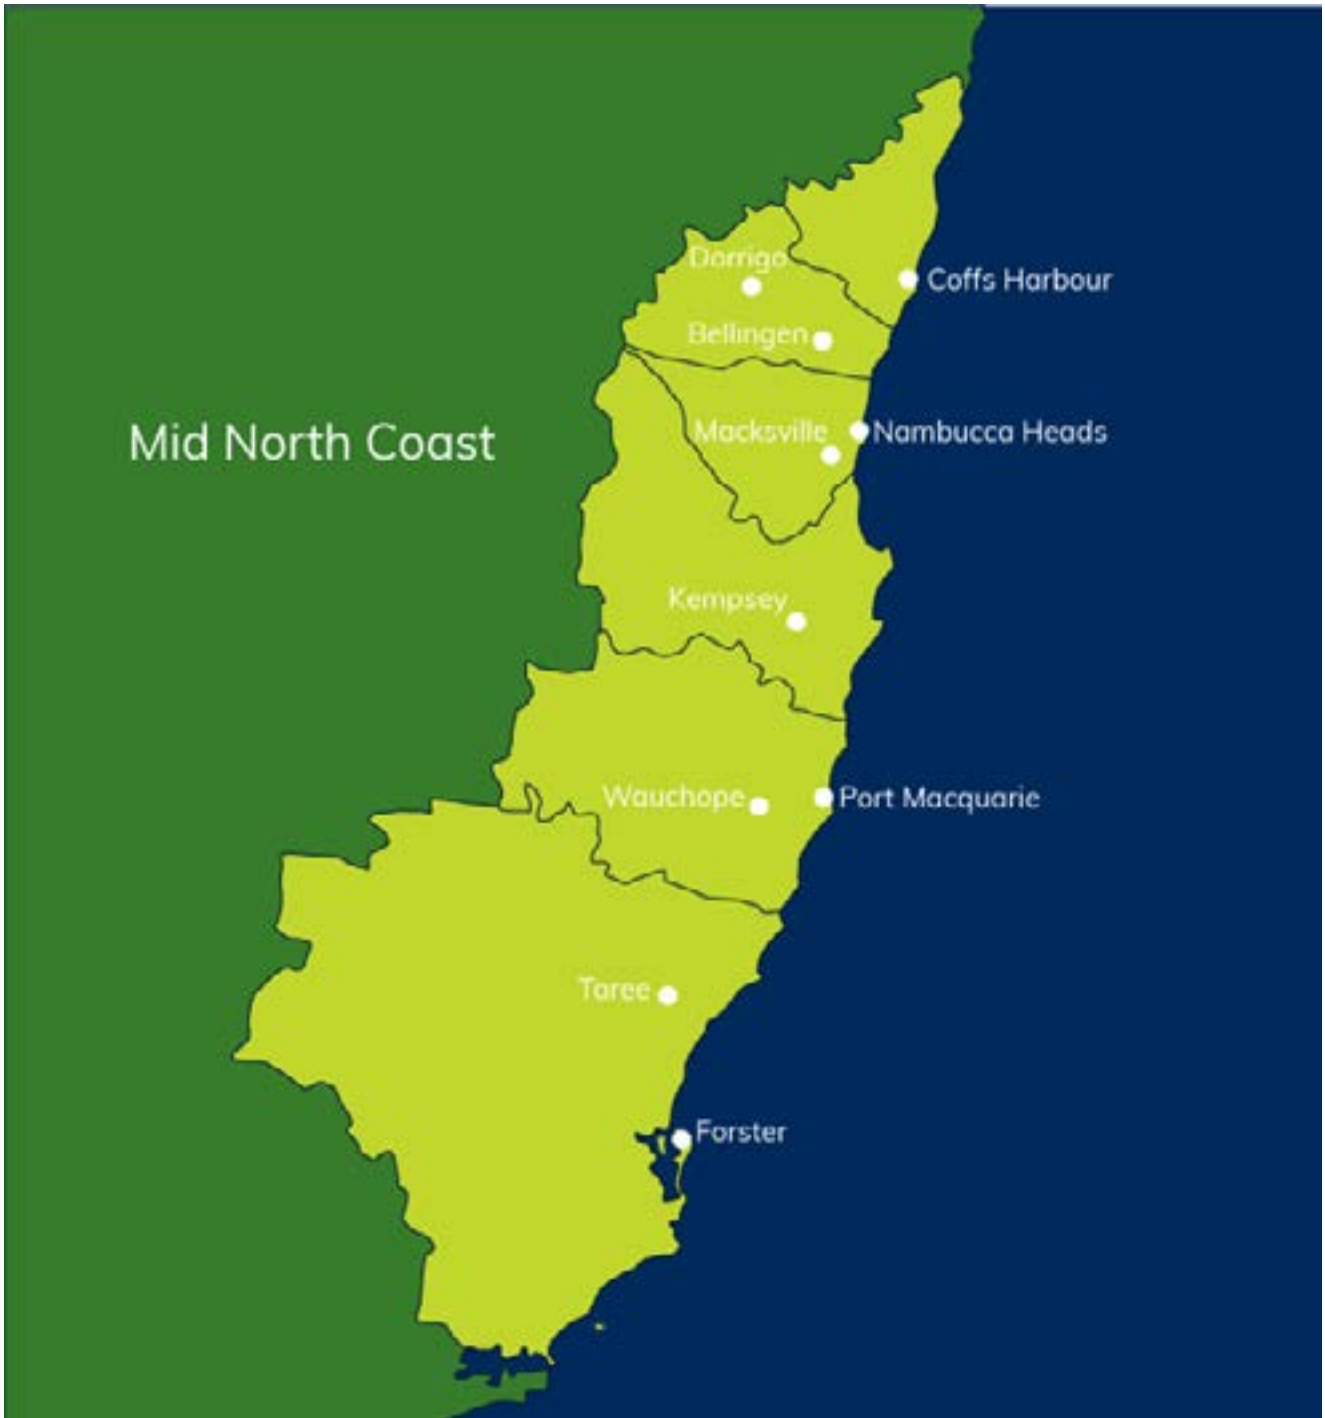 Dorrigo
Coffs Harbour
Bellingen
Mid North Coast
Macksville
Nambucca Heads
Kempsey
Wauchope
Port Macquarie
Taree
Forster